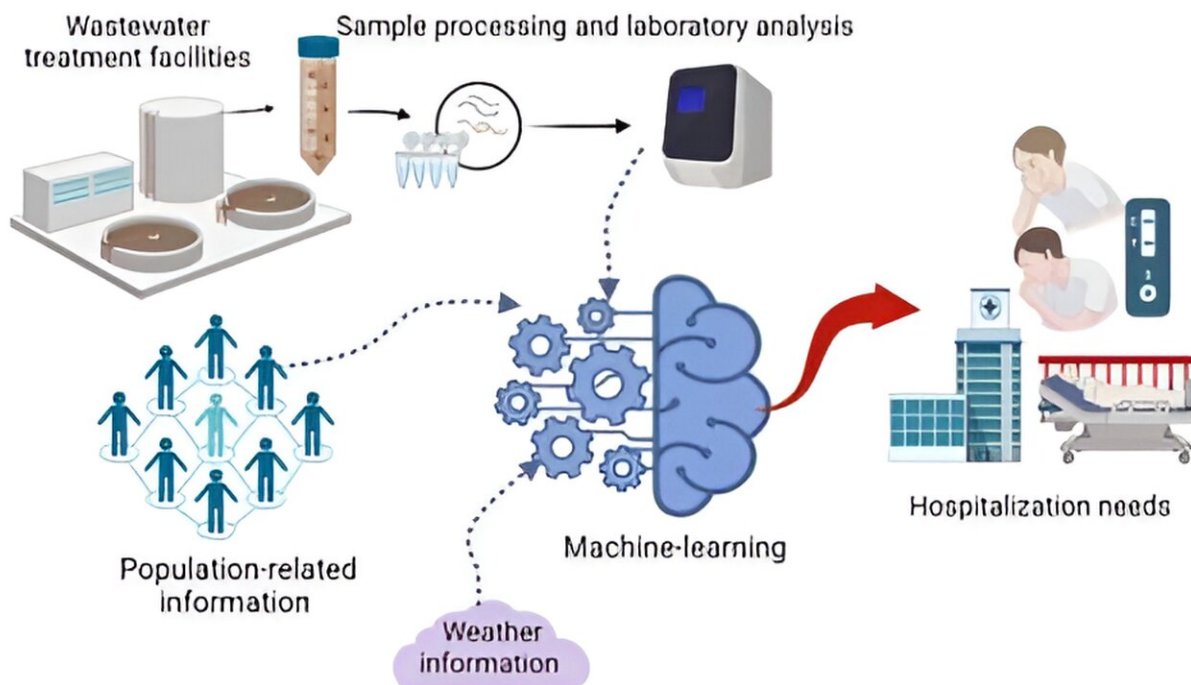 Wastewater
treatment facilities
Sample processing and laboratory analysis
Population-related
information
Machine-learning
Weather
information
Hospitalization needs